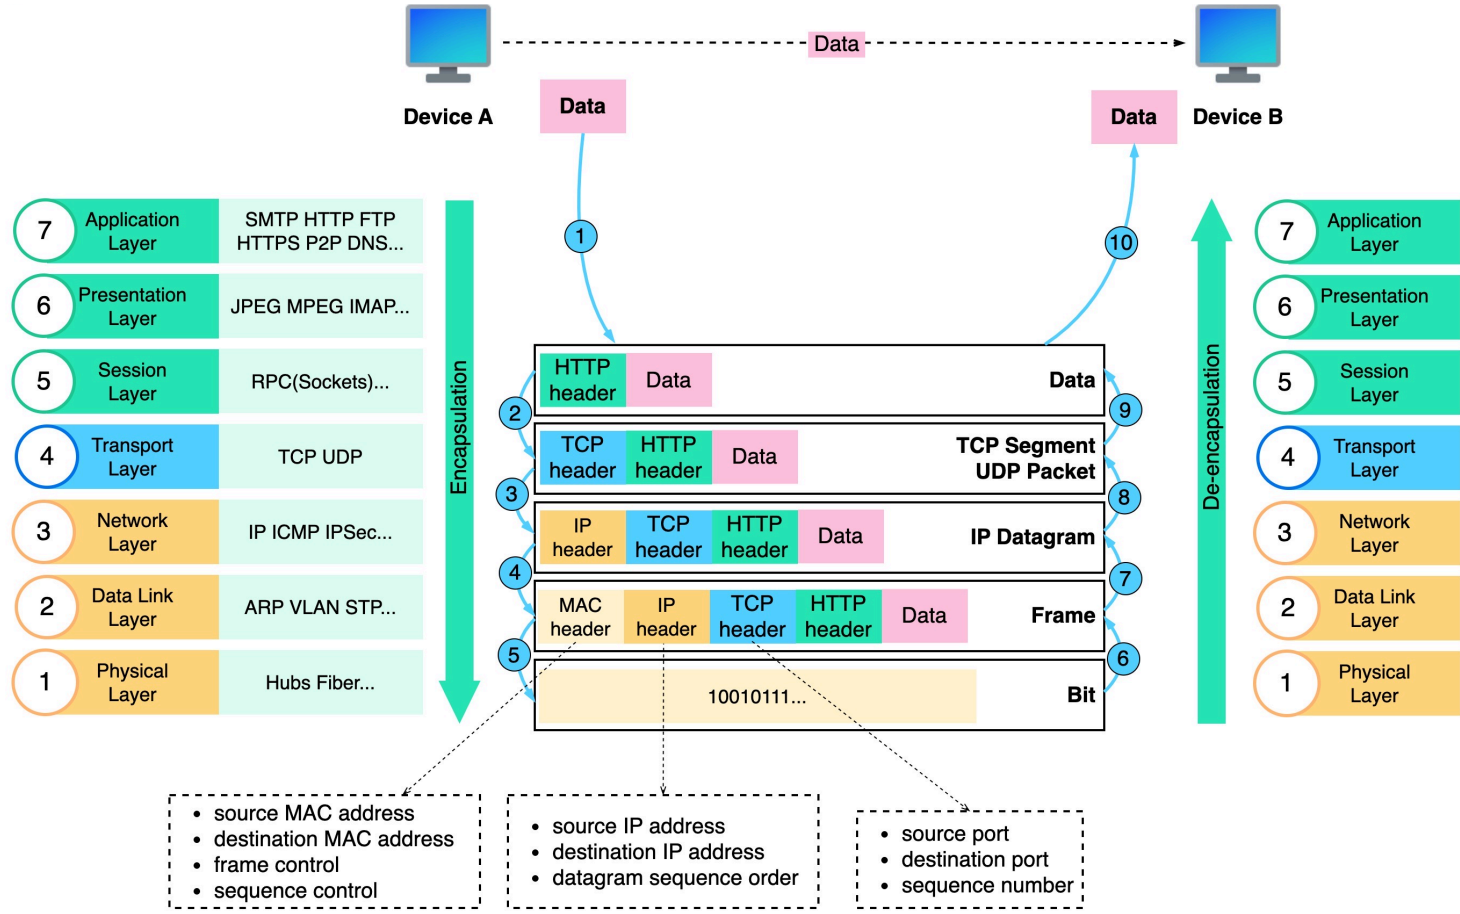 Data
Device A
Data
Data
Device B
7
Application
Layer
SMTP HTTP FTP
HTTPS P2P DNS...
6
Presentation
Layer
JPEG MPEG IMAP...
5
Session
Layer
RPC(Sockets)...
4
Transport
Layer
TCP UDP
3
Network
Layer
IP ICMP IPSec...
2
Data Link
Layer
ARP VLAN STP...
1
Physical
Layer
Hubs Fiber...
Encapsulation
1
10
HTTP
header
Data
Data
2
9
TCP
header
HTTP
header
Data
TCP Segment
UDP Packet
3
8
IP
header
TCP
header
HTTP
header
Data
IP Datagram
4
7
MAC
header
IP
header
TCP
header
HTTP
header
Data
Frame
5
6
10010111...
Bit
De-encapsulation
7
Application
Layer
6
Presentation
Layer
5
Session
Layer
4
Transport
Layer
3
Network
Layer
2
Data Link
Layer
1
Physical
Layer
• source MAC address
• destination MAC address
• frame control
• sequence control
• source IP address
• destination IP address
• datagram sequence order
• source port
• destination port
• sequence number